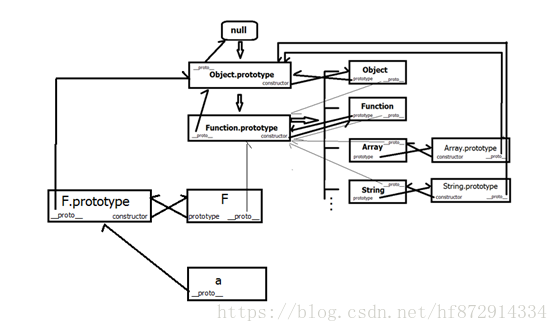 null
__proto__
Object.prototype
constructor
Object
prototype __proto__
Function
prototype __proto__
Function.prototype
__proto__ constructor
Array
prototype __proto__
Array.prototype
constructor __proto__
String
prototype __proto__
String.prototype
constructor __proto__
F.prototype
__proto__ constructor
F
prototype __proto__
a
__proto__
https://blog.csdn.net/hf872914334